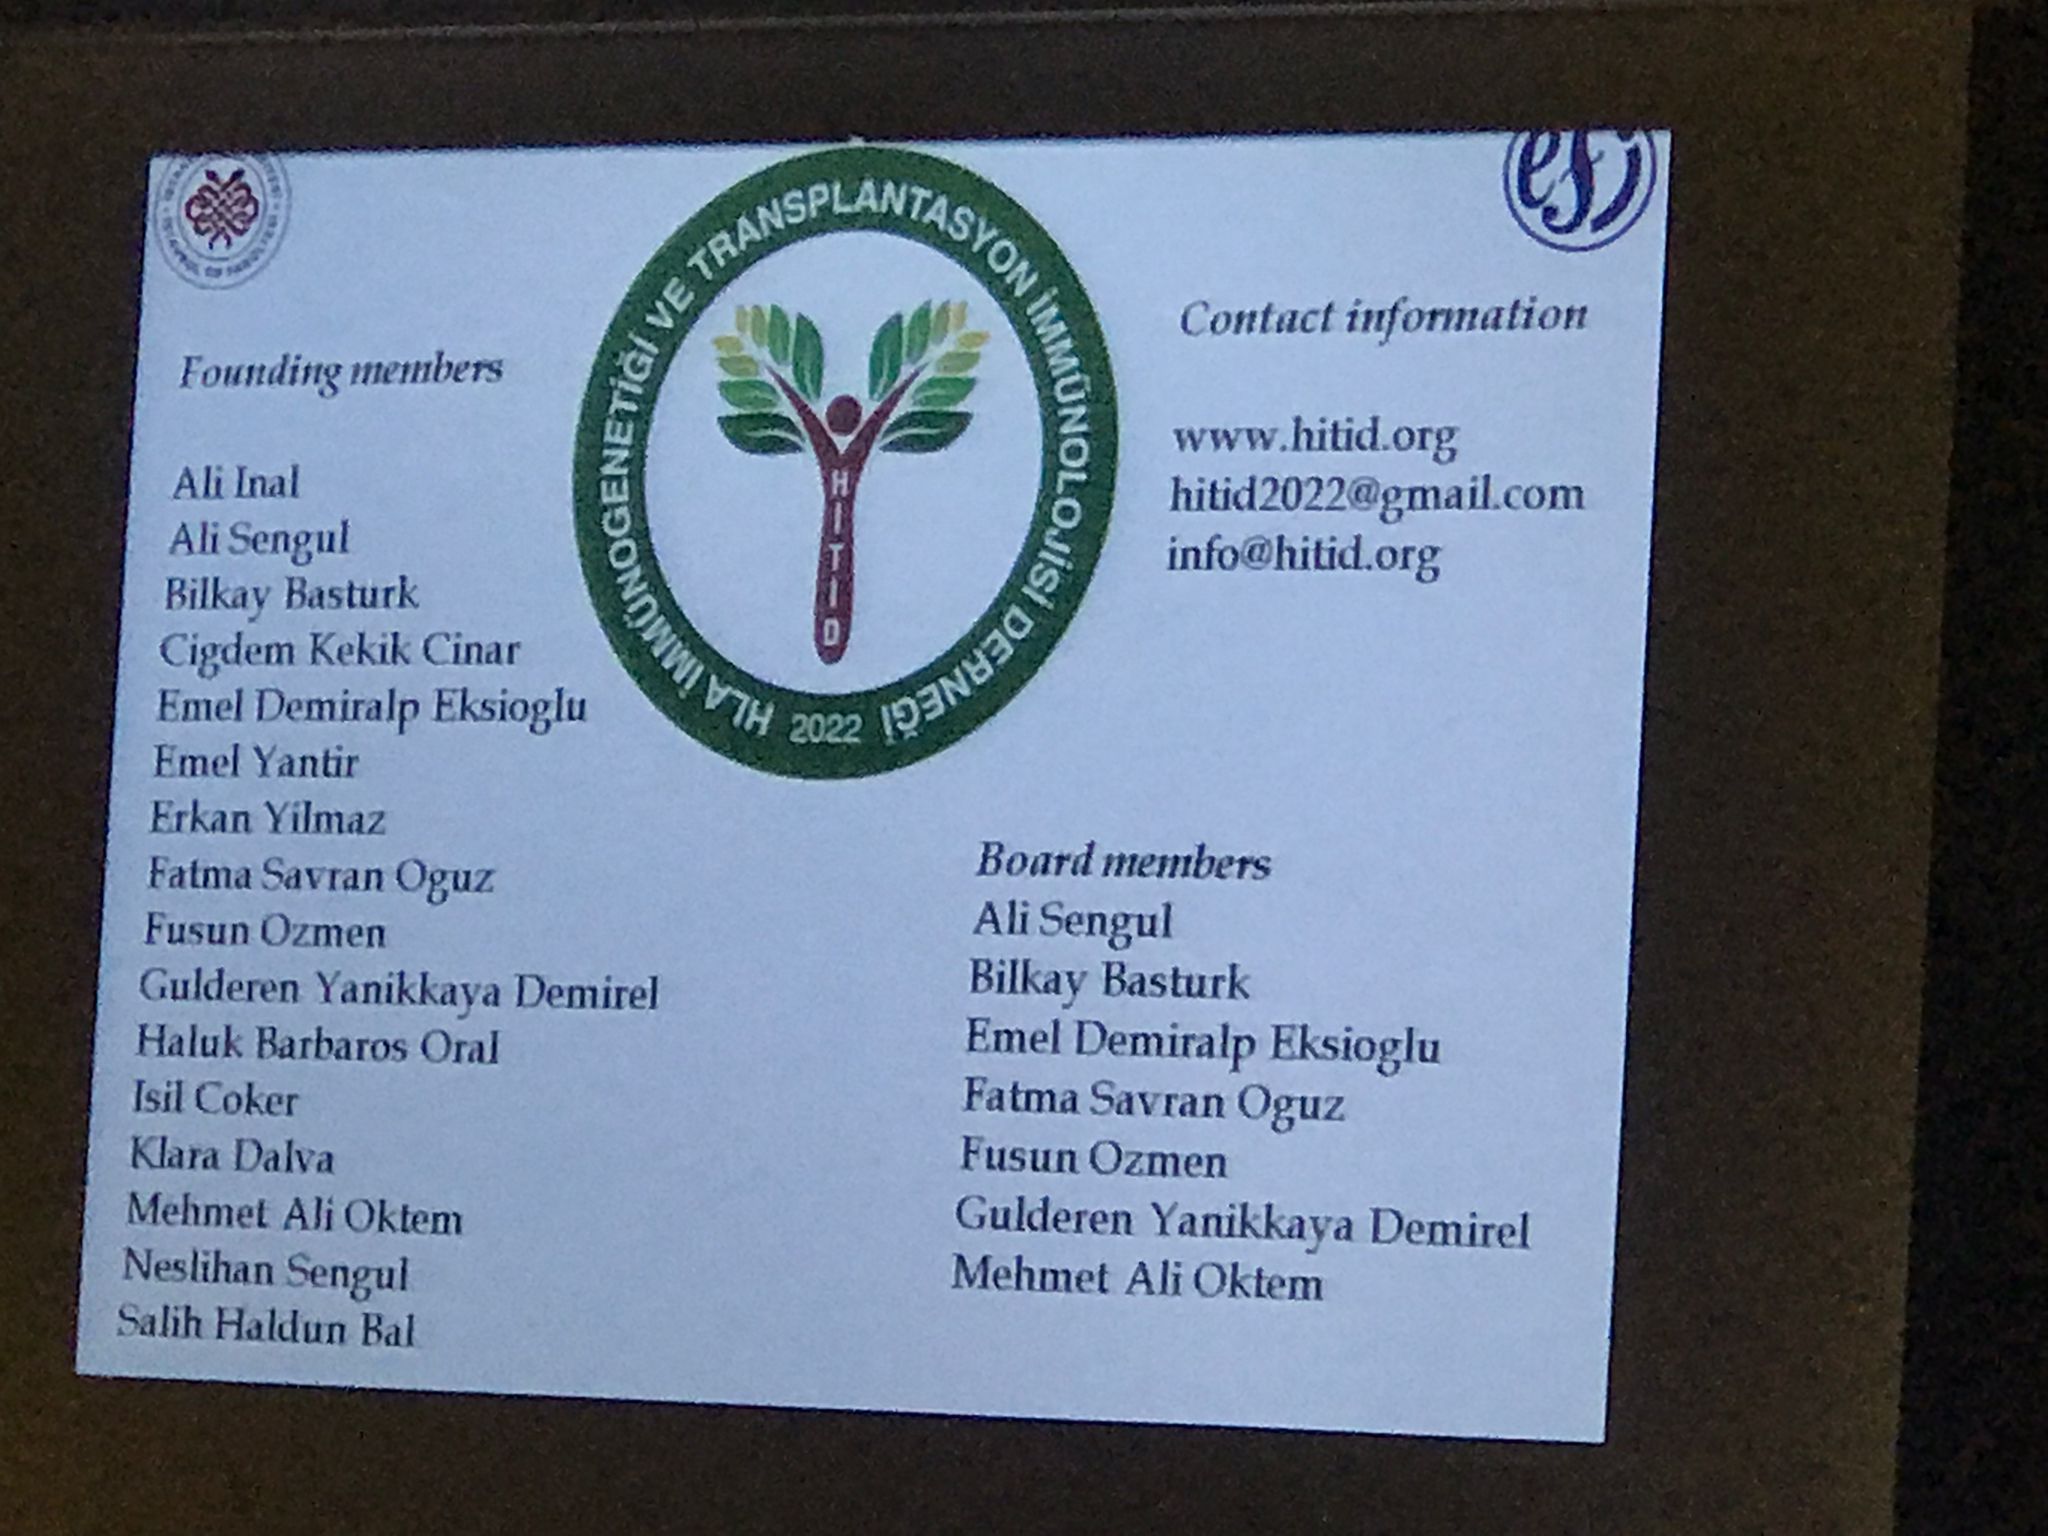 HLA İMMÜNOGENETİĞİ VE TRANSPLANTASYON İMMÜNOLOJİSİ DERNEĞİ
2022
HITID
efi
Founding members
Ali Inal
Ali Sengul
Bilkay Basturk
Cigdem Kekik Cinar
Emel Demiralp Eksioglu
Emel Yantir
Erkan Yilmaz
Fatma Savran Oguz
Fusun Ozmen
Gulderen Yanikkaya Demirel
Haluk Barbaros Oral
Isil Coker
Klara Dalva
Mehmet Ali Oktem
Neslihan Sengul
Salih Haldun Bal
Contact information
www.hitid.org
hitid2022@gmail.com
info@hitid.org
Board members
Ali Sengul
Bilkay Basturk
Emel Demiralp Eksioglu
Fatma Savran Oguz
Fusun Ozmen
Gulderen Yanikkaya Demirel
Mehmet Ali Oktem